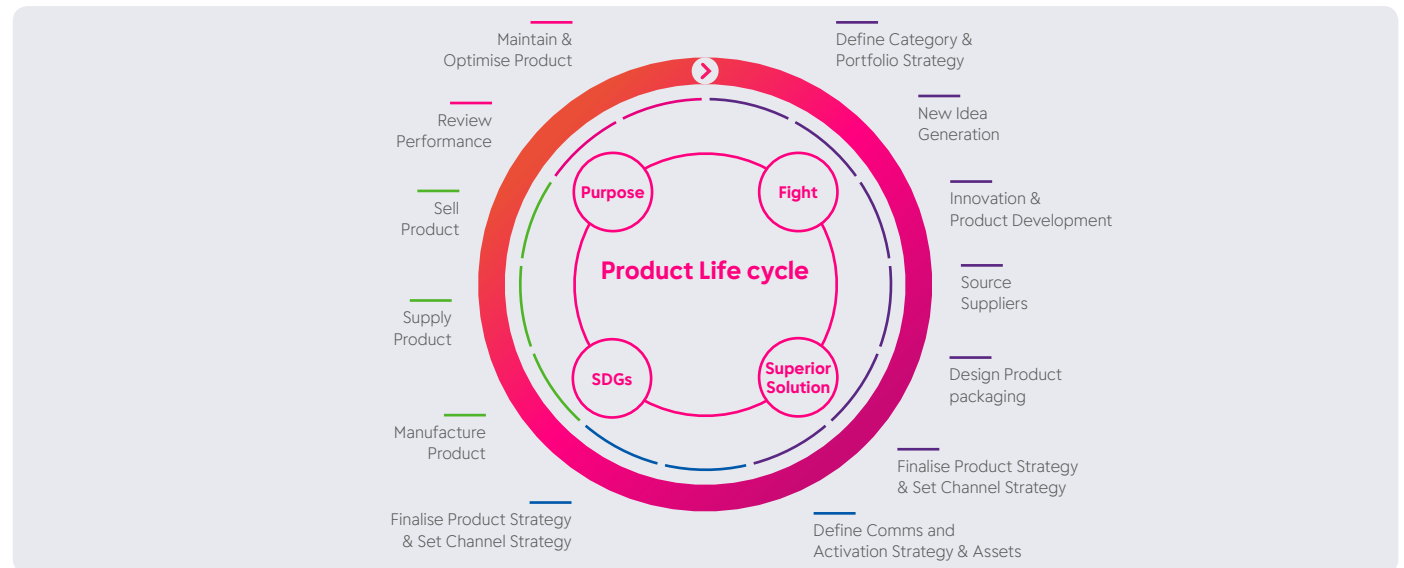 Maintain &
Optimise Product
Define Category &
Portfolio Strategy
Review
Performance
New Idea
Generation
Purpose
Fight
Sell
Product
Innovation &
Product Development
Product Life cycle
Source
Suppliers
Supply
Product
SDGs
Superior
Solution
Design Product
packaging
Manufacture
Product
Finalise Product Strategy
& Set Channel Strategy
Finalise Product Strategy
& Set Channel Strategy
Define Comms and
Activation Strategy & Assets